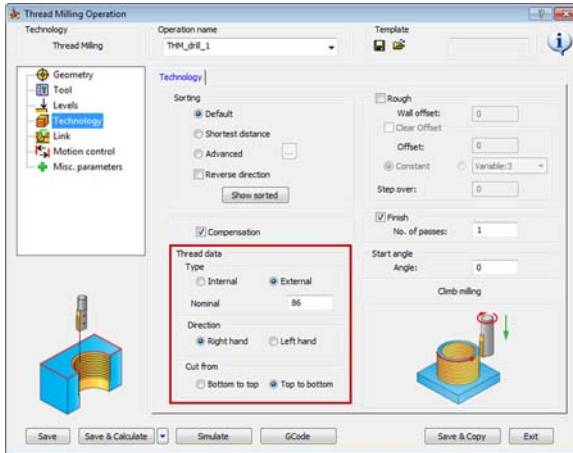 Thread Milling Operation
Technology
Thread Milling
Operation name
THM_drill_1
Template
Geometry
Tool
Levels
Technology
Link
Motion control
Misc. parameters
Technology
Sorting
Default
Shortest distance
Advanced
...
Reverse direction
Show sorted
Compensation
Thread data
Type
Internal External
Nominal 86
Direction
Right hand Left hand
Cut from
Bottom to top Top to bottom
Rough
Wall offset: 0
Clear Offset
Offset: 0
Constant Variable:3
Step over: 0
Finish
No. of passes: 1
Start angle
Angle: 0
Climb milling
Save Save & Calculate Simulate GCode Save & Copy Exit